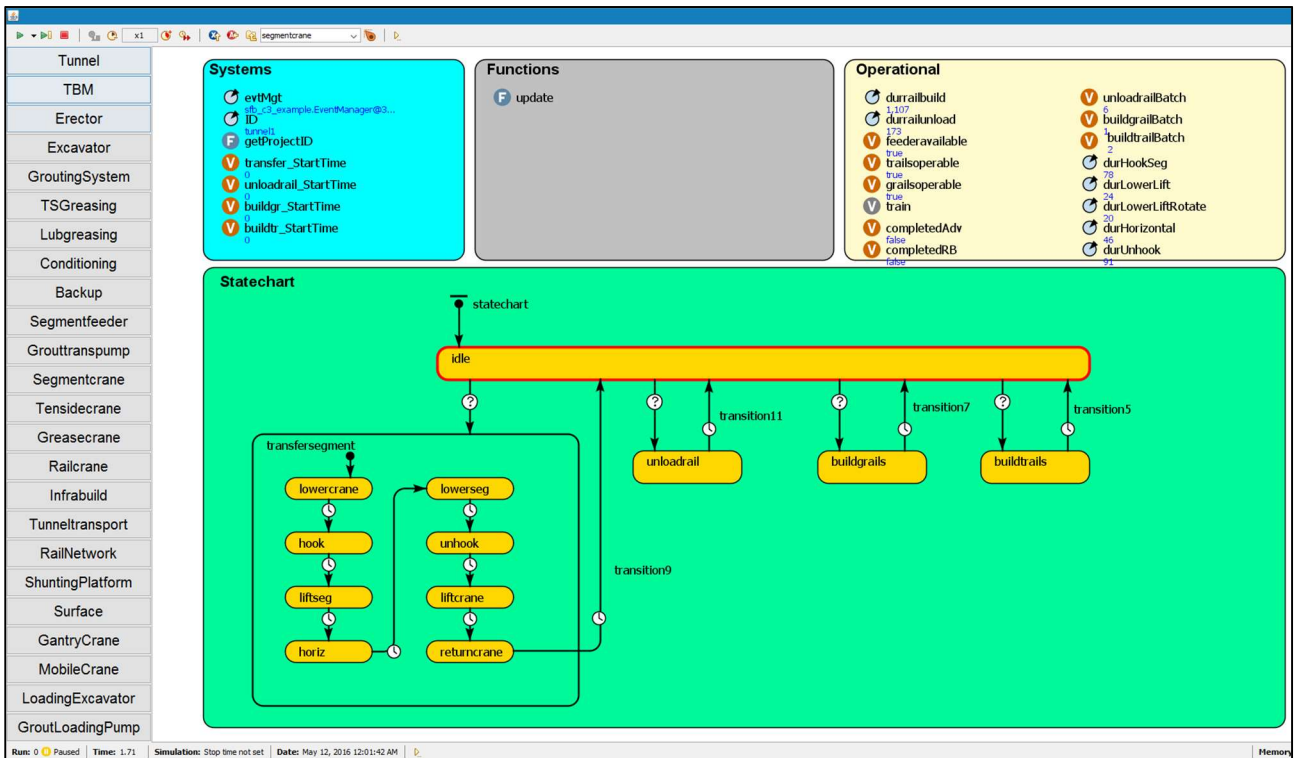 x1
segmentcrane
Tunnel
TBM
Erector
Excavator
GroutingSystem
TSGreasing
Lubgreasing
Conditioning
Backup
Segmentfeeder
Grouttranspump
Segmentcrane
Tensidecrane
Greasecrane
Railcrane
Infrabuild
Tunneltransport
RailNetwork
ShuntingPlatform
Surface
GantryCrane
MobileCrane
LoadingExcavator
GroutLoadingPump
Systems
evtMgt
sfb_c3_example.EventManager@3...
ID
tunnel1
F getProjectID
V transfer_StartTime
0
V unloadrail_StartTime
0
V buildgr_StartTime
0
V buildtr_StartTime
0
Functions
F update
Operational
durrailbuild
1,107
durrailunload
173
V feederavailable
true
V trailsoperable
true
V grailsoperable
true
V train
V completedAdv
false
V completedRB
false
V unloadrailBatch
6
V buildgrailBatch
1
V buildtrailBatch
2
durHookSeg
78
durLowerLift
24
durLowerLiftRotate
20
durHorizontal
46
durUnhook
91
Statechart
statechart
idle
? ? ? ?
transition11
transition7
transition5
transfersegment
unloadrail
buildgrails
buildtrails
lowercrane
lowerseg
hook
unhook
transition9
liftseg
liftcrane
horiz
returncrane
Run: 0 Paused Time: 1.71 Simulation: Stop time not set Date: May 12, 2016 12:01:42 AM Memory